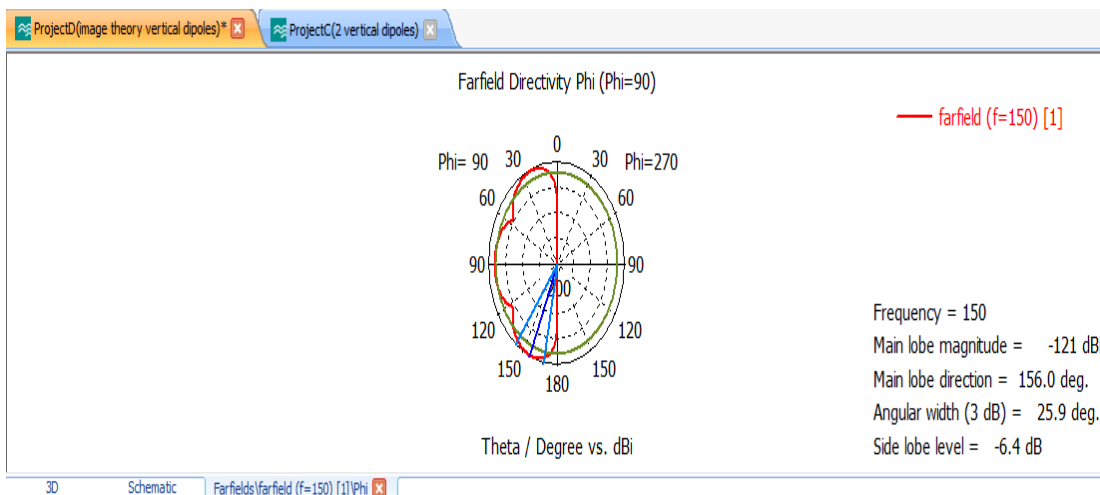 ProjectD(image theory vertical dipoles)* ProjectC(2 vertical dipoles)
Farfield Directivity Phi (Phi=90)
farfield (f=150) [1]
0
Phi= 90 30 30 Phi=270
60 60
90 90
120 120
150 150
180
Frequency = 150
Main lobe magnitude = -121 dB
Main lobe direction = 156.0 deg.
Angular width (3 dB) = 25.9 deg.
Side lobe level = -6.4 dB
Theta / Degree vs. dBi
3D Schematic Farfields\farfield (f=150) [1]\Phi